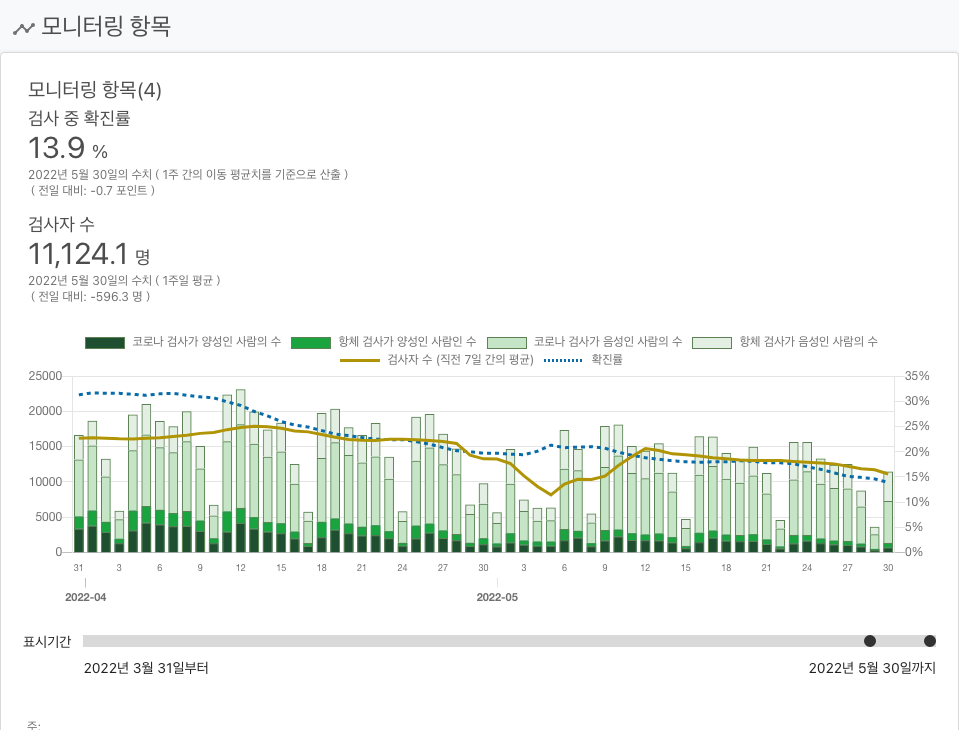 모니터링 항목
모니터링 항목(4)
검사 중 확진률
13.9 %
2022년 5월 30일의 수치 ( 1주 간의 이동 평균치를 기준으로 산출 )
( 전일 대비: -0.7 포인트 )
검사자 수
11,124.1 명
2022년 5월 30일의 수치 ( 1주일 평균 )
( 전일 대비: -596.3 명 )
코로나 검사가 양성인 사람의 수 항체 검사가 양성인 사람인 수 코로나 검사가 음성인 사람의 수 항체 검사가 음성인 사람의 수
검사자 수 (직전 7일 간의 평균) 확진률
25000 35%
20000 30%
15000 25%
10000 20%
5000 15%
0 10%
5%
0%
31 3 6 9 12 15 18 21 24 27 30 3 6 9 12 15 18 21 24 27 30
2022-04 2022-05
표시기간
2022년 3월 31일부터 2022년 5월 30일까지
주: